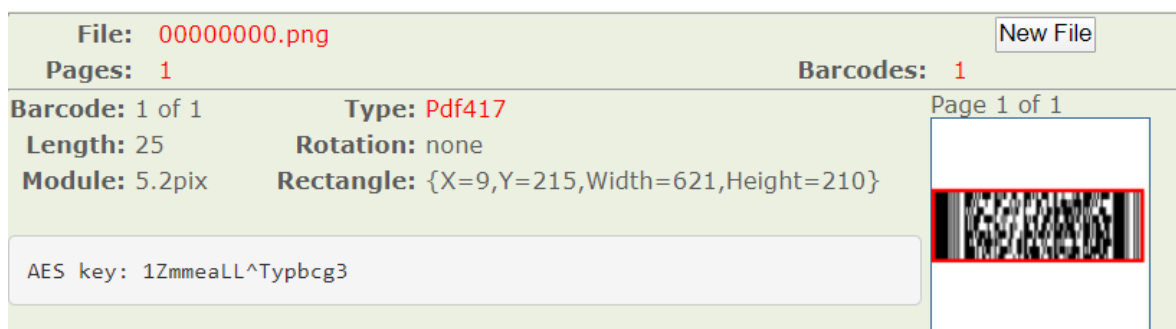 File: 00000000.png New File
Pages: 1 Barcodes: 1
Barcode: 1 of 1 Type: Pdf417 Page 1 of 1
Length: 25 Rotation: none
Module: 5.2pix Rectangle: {X=9,Y=215,Width=621,Height=210}
AES key: 1ZmmeaLL^Typbcg3